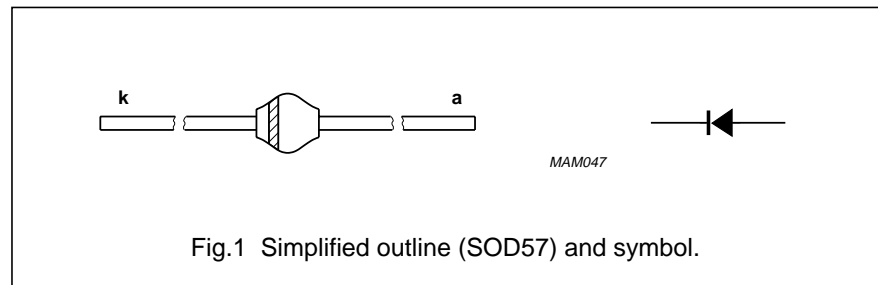 k
a
MAM047
Fig.1 Simplified outline (SOD57) and symbol.